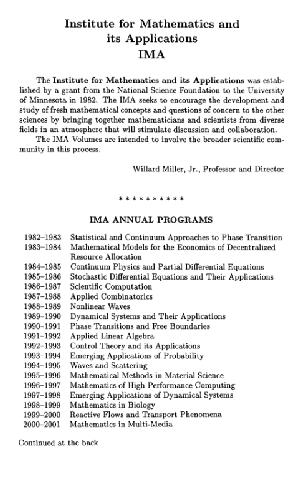 Institute for Mathematics and
its Applications
IMA
The Institute for Mathematics and its Applications was estab-
lished by a grant from the National Science Foundation to the University
of Minnesota in 1982. The IMA seeks to encourage the development and
study of fresh mathematical concepts and questions of concern to the other
sciences by bringing together mathematicians and scientists from diverse
fields in an atmosphere that will stimulate discussion and collaboration.
The IMA Volumes are intended to involve the broader scientific com-
munity in this process.
Willard Miller, Jr., Professor and Director
* * * * * * * * * *
IMA ANNUAL PROGRAMS
1982–1983 Statistical and Continuum Approaches to Phase Transition
1983–1984 Mathematical Models for the Economics of Decentralized
Resource Allocation
1984–1985 Continuum Physics and Partial Differential Equations
1985–1986 Stochastic Differential Equations and Their Applications
1986–1987 Scientific Computation
1987–1988 Applied Combinatorics
1988–1989 Nonlinear Waves
1989–1990 Dynamical Systems and Their Applications
1990–1991 Phase Transitions and Free Boundaries
1991–1992 Applied Linear Algebra
1992–1993 Control Theory and its Applications
1993–1994 Emerging Applications of Probability
1994–1995 Waves and Scattering
1995–1996 Mathematical Methods in Material Science
1996–1997 Mathematics of High Performance Computing
1997–1998 Emerging Applications of Dynamical Systems
1998–1999 Mathematics in Biology
1999–2000 Reactive Flows and Transport Phenomena
2000–2001 Mathematics in Multi-Media
Continued at the back